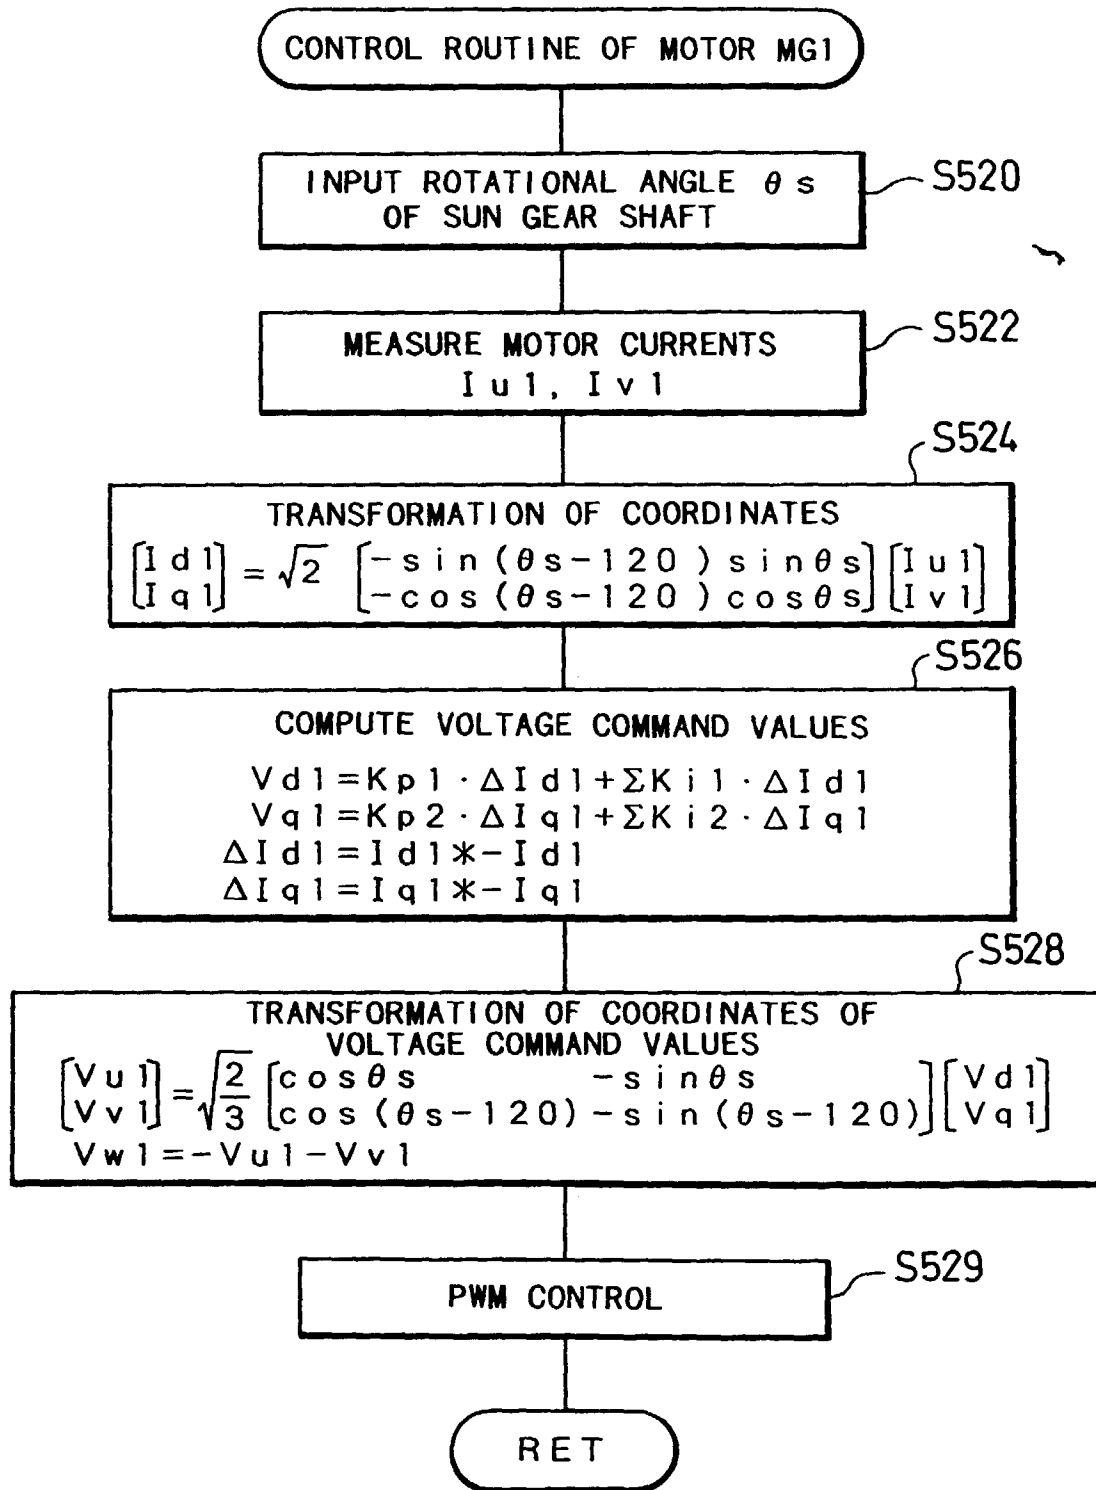 CONTROL ROUTINE OF MOTOR MG1
INPUT ROTATIONAL ANGLE θs
OF SUN GEAR SHAFT
S520
MEASURE MOTOR CURRENTS
Iu1, Iv1
S522
S524
TRANSFORMATION OF COORDINATES
[Id1] = √2 [-sin(θs-120) sinθs] [Iu1]
[Iq1] [-cos(θs-120) cosθs] [Iv1]
S526
COMPUTE VOLTAGE COMMAND VALUES
Vd1=Kp1·ΔId1+ΣKi1·ΔId1
Vq1=Kp2·ΔIq1+ΣKi2·ΔIq1
ΔId1=Id1*-Id1
ΔIq1=Iq1*-Iq1
S528
TRANSFORMATION OF COORDINATES OF
VOLTAGE COMMAND VALUES
[Vu1] = √2/3 [cosθs -sinθs] [Vd1]
[Vv1] [cos(θs-120) -sin(θs-120)] [Vq1]
Vw1=-Vu1-Vv1
PWM CONTROL
S529
RET